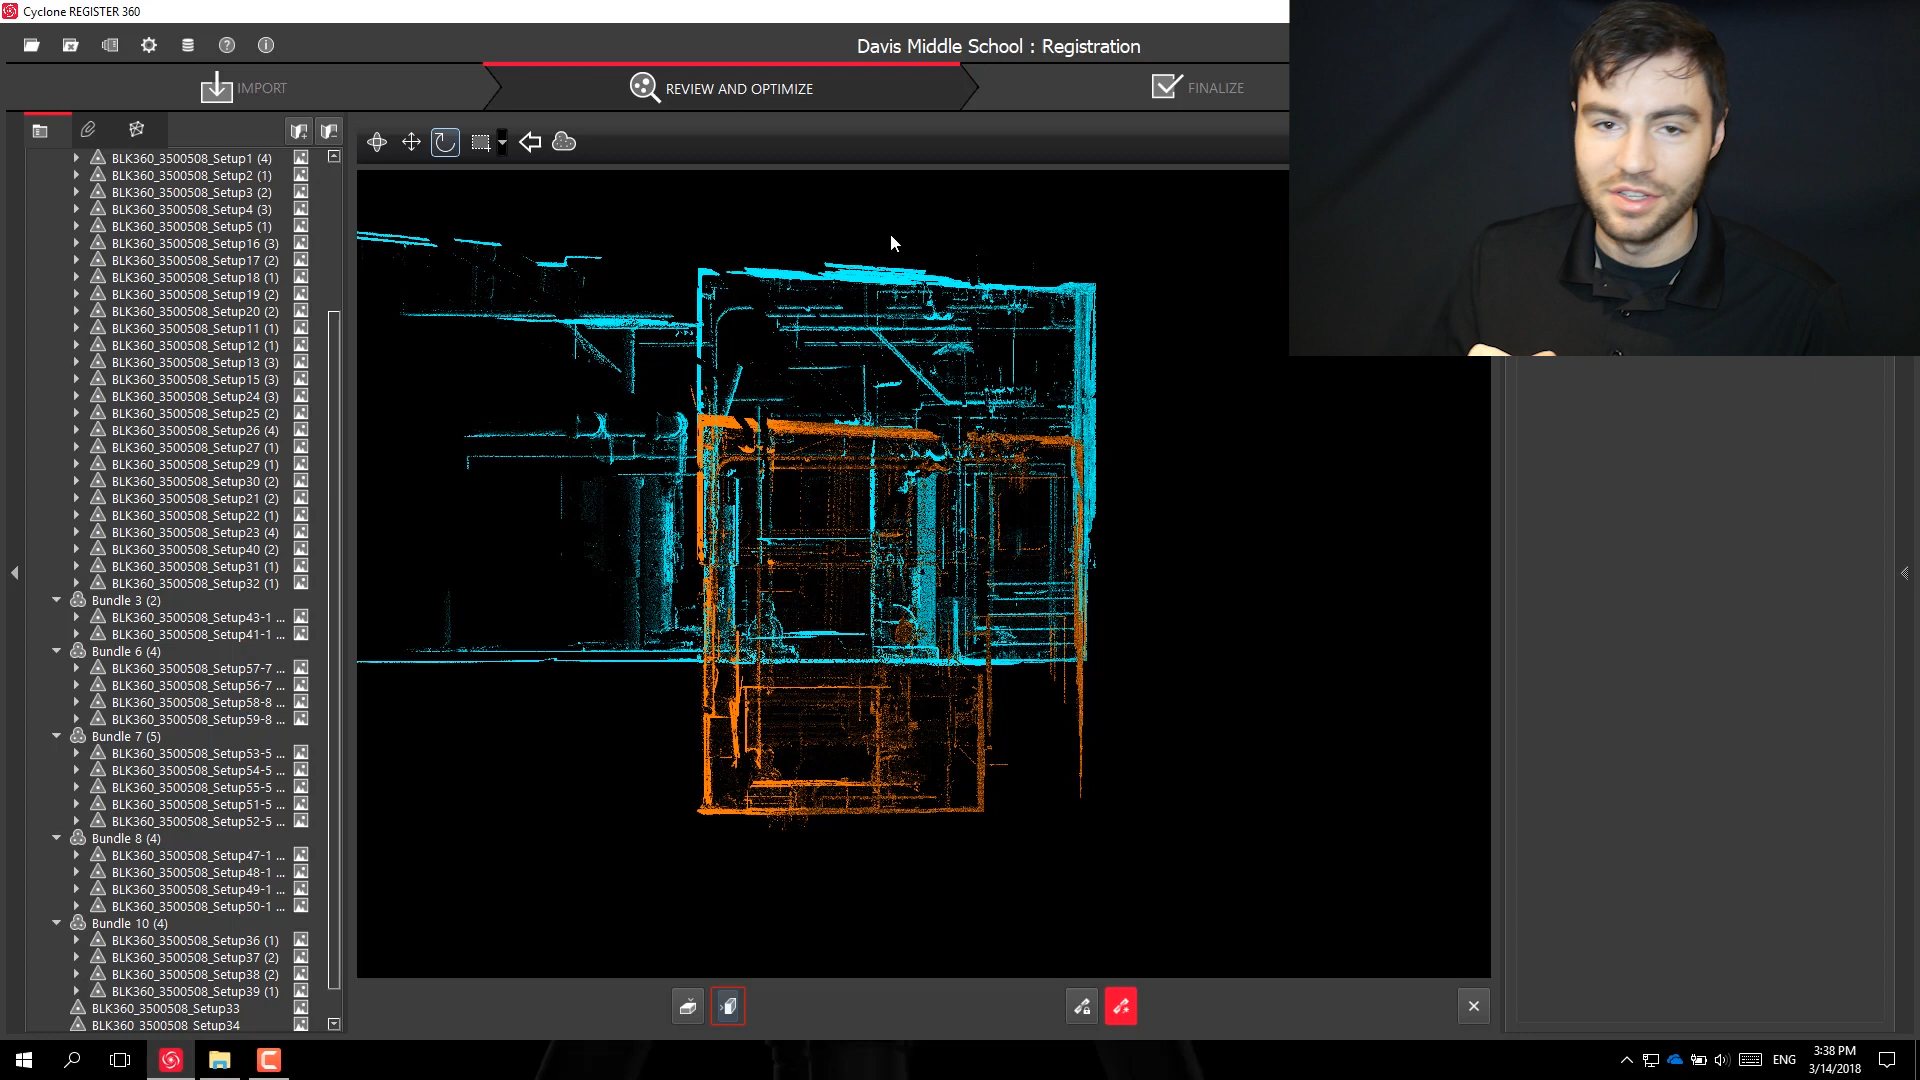 Cyclone REGISTER 360
Davis Middle School : Registration
IMPORT
REVIEW AND OPTIMIZE
FINALIZE
BLK360_3500508_Setup1 (4)
BLK360_3500508_Setup2 (1)
BLK360_3500508_Setup3 (2)
BLK360_3500508_Setup4 (3)
BLK360_3500508_Setup5 (1)
BLK360_3500508_Setup16 (3)
BLK360_3500508_Setup17 (2)
BLK360_3500508_Setup18 (1)
BLK360_3500508_Setup19 (2)
BLK360_3500508_Setup20 (2)
BLK360_3500508_Setup11 (1)
BLK360_3500508_Setup12 (1)
BLK360_3500508_Setup13 (3)
BLK360_3500508_Setup15 (3)
BLK360_3500508_Setup24 (3)
BLK360_3500508_Setup25 (2)
BLK360_3500508_Setup26 (4)
BLK360_3500508_Setup27 (1)
BLK360_3500508_Setup29 (1)
BLK360_3500508_Setup30 (2)
BLK360_3500508_Setup21 (2)
BLK360_3500508_Setup22 (1)
BLK360_3500508_Setup23 (4)
BLK360_3500508_Setup40 (2)
BLK360_3500508_Setup31 (1)
BLK360_3500508_Setup32 (1)
Bundle 3 (2)
BLK360_3500508_Setup43-1 ...
BLK360_3500508_Setup41-1 ...
Bundle 6 (4)
BLK360_3500508_Setup57-7 ...
BLK360_3500508_Setup56-7 ...
BLK360_3500508_Setup58-8 ...
BLK360_3500508_Setup59-8 ...
Bundle 7 (5)
BLK360_3500508_Setup53-5 ...
BLK360_3500508_Setup54-5 ...
BLK360_3500508_Setup55-5 ...
BLK360_3500508_Setup51-5 ...
BLK360_3500508_Setup52-5 ...
Bundle 8 (4)
BLK360_3500508_Setup47-1 ...
BLK360_3500508_Setup48-1 ...
BLK360_3500508_Setup49-1 ...
BLK360_3500508_Setup50-1 ...
Bundle 10 (4)
BLK360_3500508_Setup36 (1)
BLK360_3500508_Setup37 (2)
BLK360_3500508_Setup38 (2)
BLK360_3500508_Setup39 (1)
BLK360_3500508_Setup33
BLK360_3500508_Setup34
ENG
3:38 PM
3/14/2018